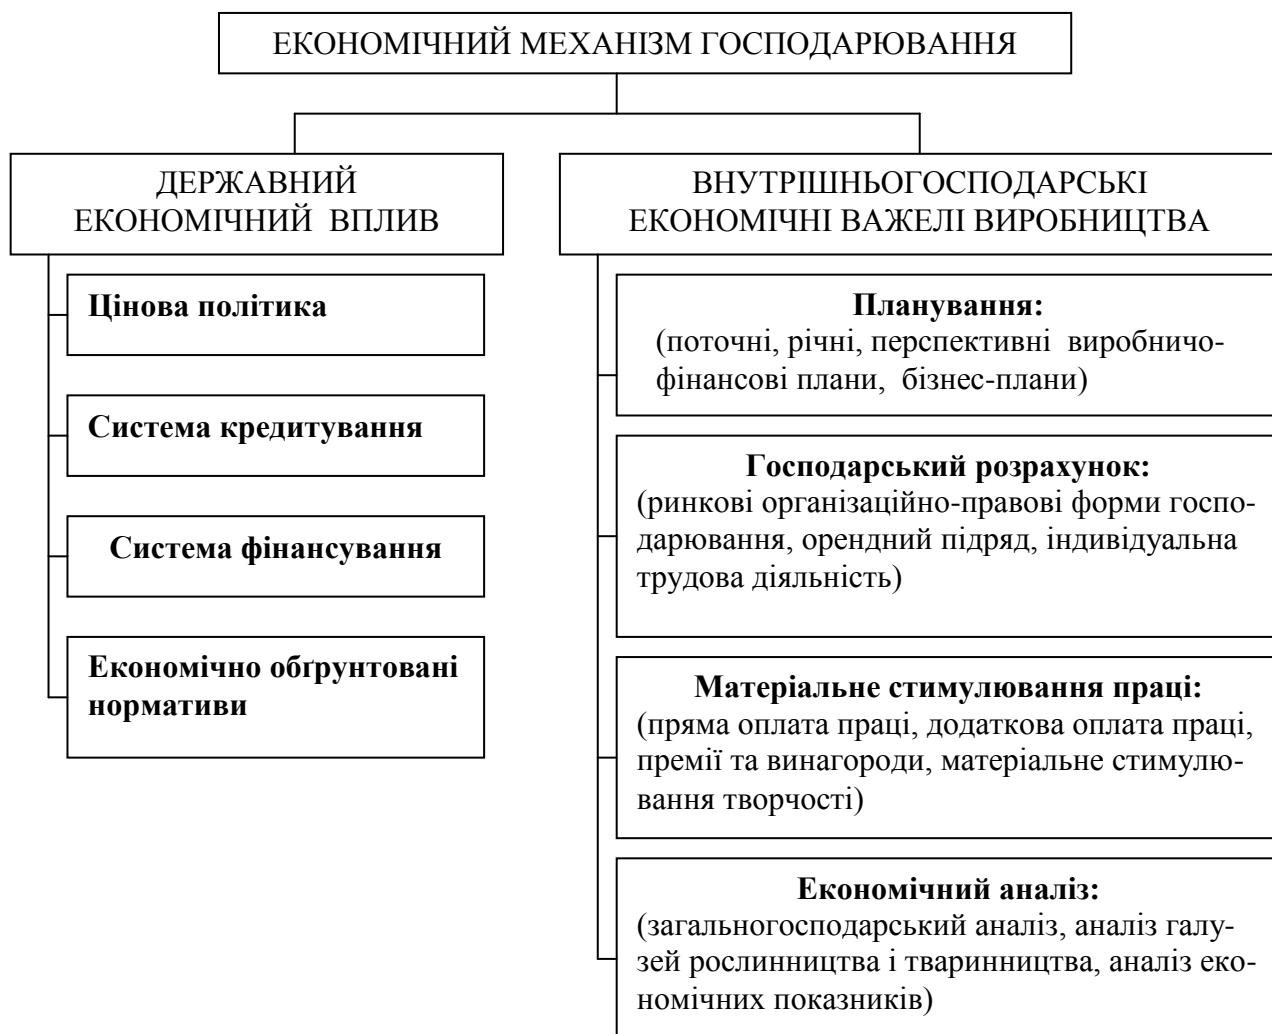 ЕКОНОМІЧНИЙ МЕХАНІЗМ ГОСПОДАРЮВАННЯ
ДЕРЖАВНИЙ
ЕКОНОМІЧНИЙ ВПЛИВ
Цінова політика
Система кредитування
Система фінансування
Економічно обґрунтовані
нормативи
ВНУТРІШНЬОГОСПОДАРСЬКІ
ЕКОНОМІЧНІ ВАЖЕЛІ ВИРОБНИЦТВА
Планування:
(поточні, річні, перспективні виробничо-
фінансові плани, бізнес-плани)
Господарський розрахунок:
(ринкові організаційно-правові форми госпо-
дарювання, орендний підряд, індивідуальна
трудова діяльність)
Матеріальне стимулювання праці:
(пряма оплата праці, додаткова оплата праці,
премії та винагороди, матеріальне стимулю-
вання творчості)
Економічний аналіз:
(загальногосподарський аналіз, аналіз галу-
зей рослинництва і тваринництва, аналіз еко-
номічних показників)